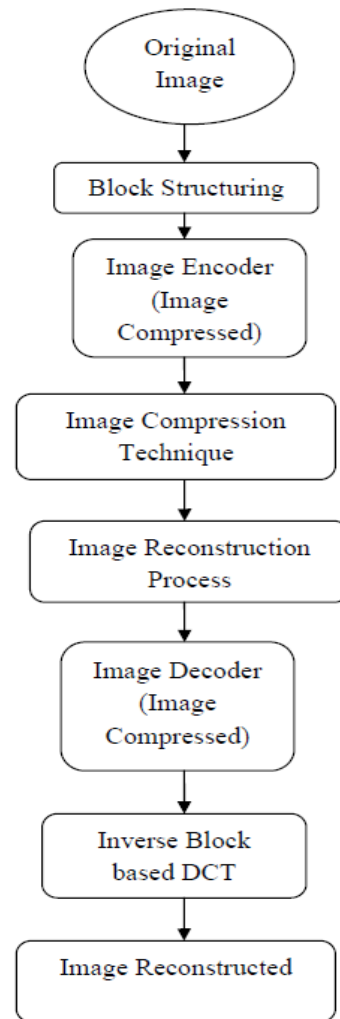 Original
Image
Block Structuring
Image Encoder
(Image
Compressed)
Image Compression
Technique
Image Reconstruction
Process
Image Decoder
(Image
Compressed)
Inverse Block
based DCT
Image Reconstructed